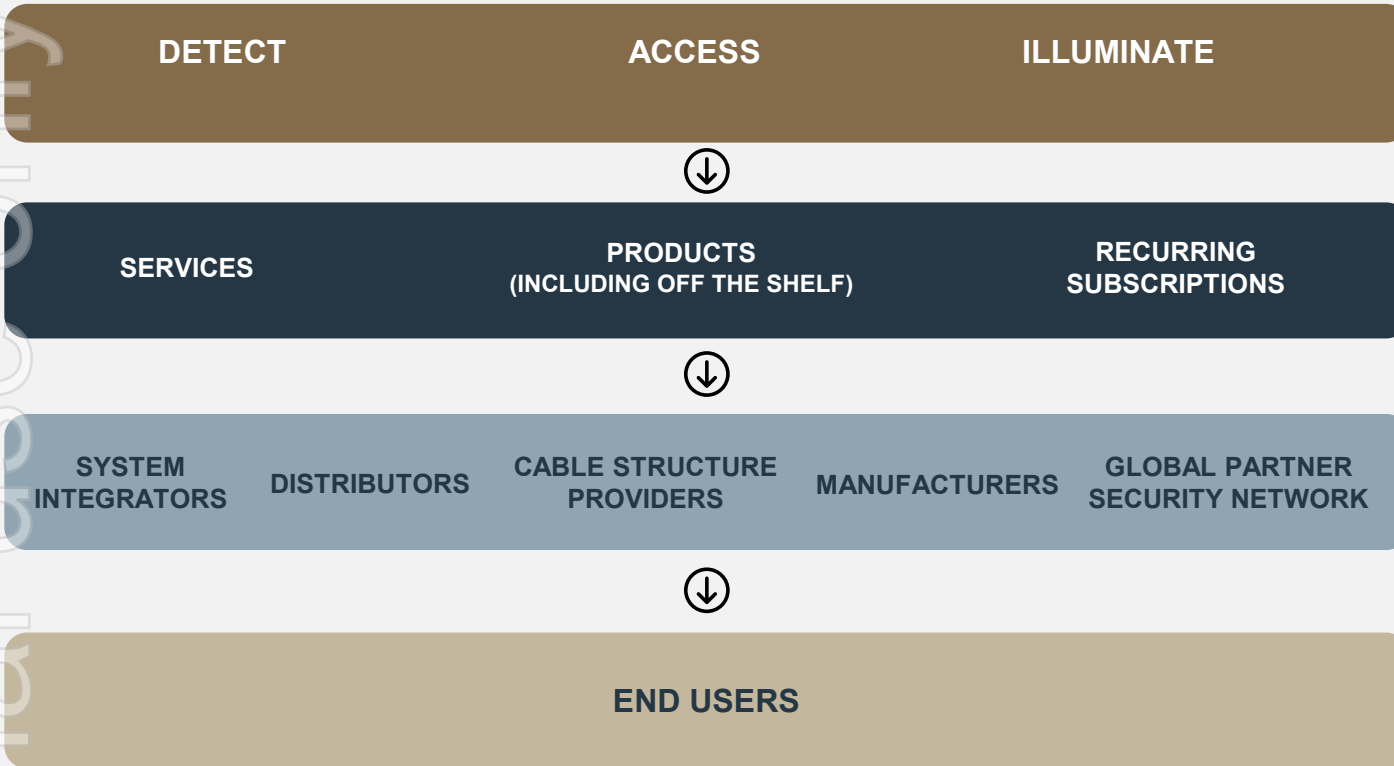 DETECT
ACCESS
ILLUMINATE
SERVICES
PRODUCTS
(INCLUDING OFF THE SHELF)
RECURRING
SUBSCRIPTIONS
SYSTEM
INTEGRATORS
DISTRIBUTORS
CABLE STRUCTURE
PROVIDERS
MANUFACTURERS
GLOBAL PARTNER
SECURITY NETWORK
END USERS